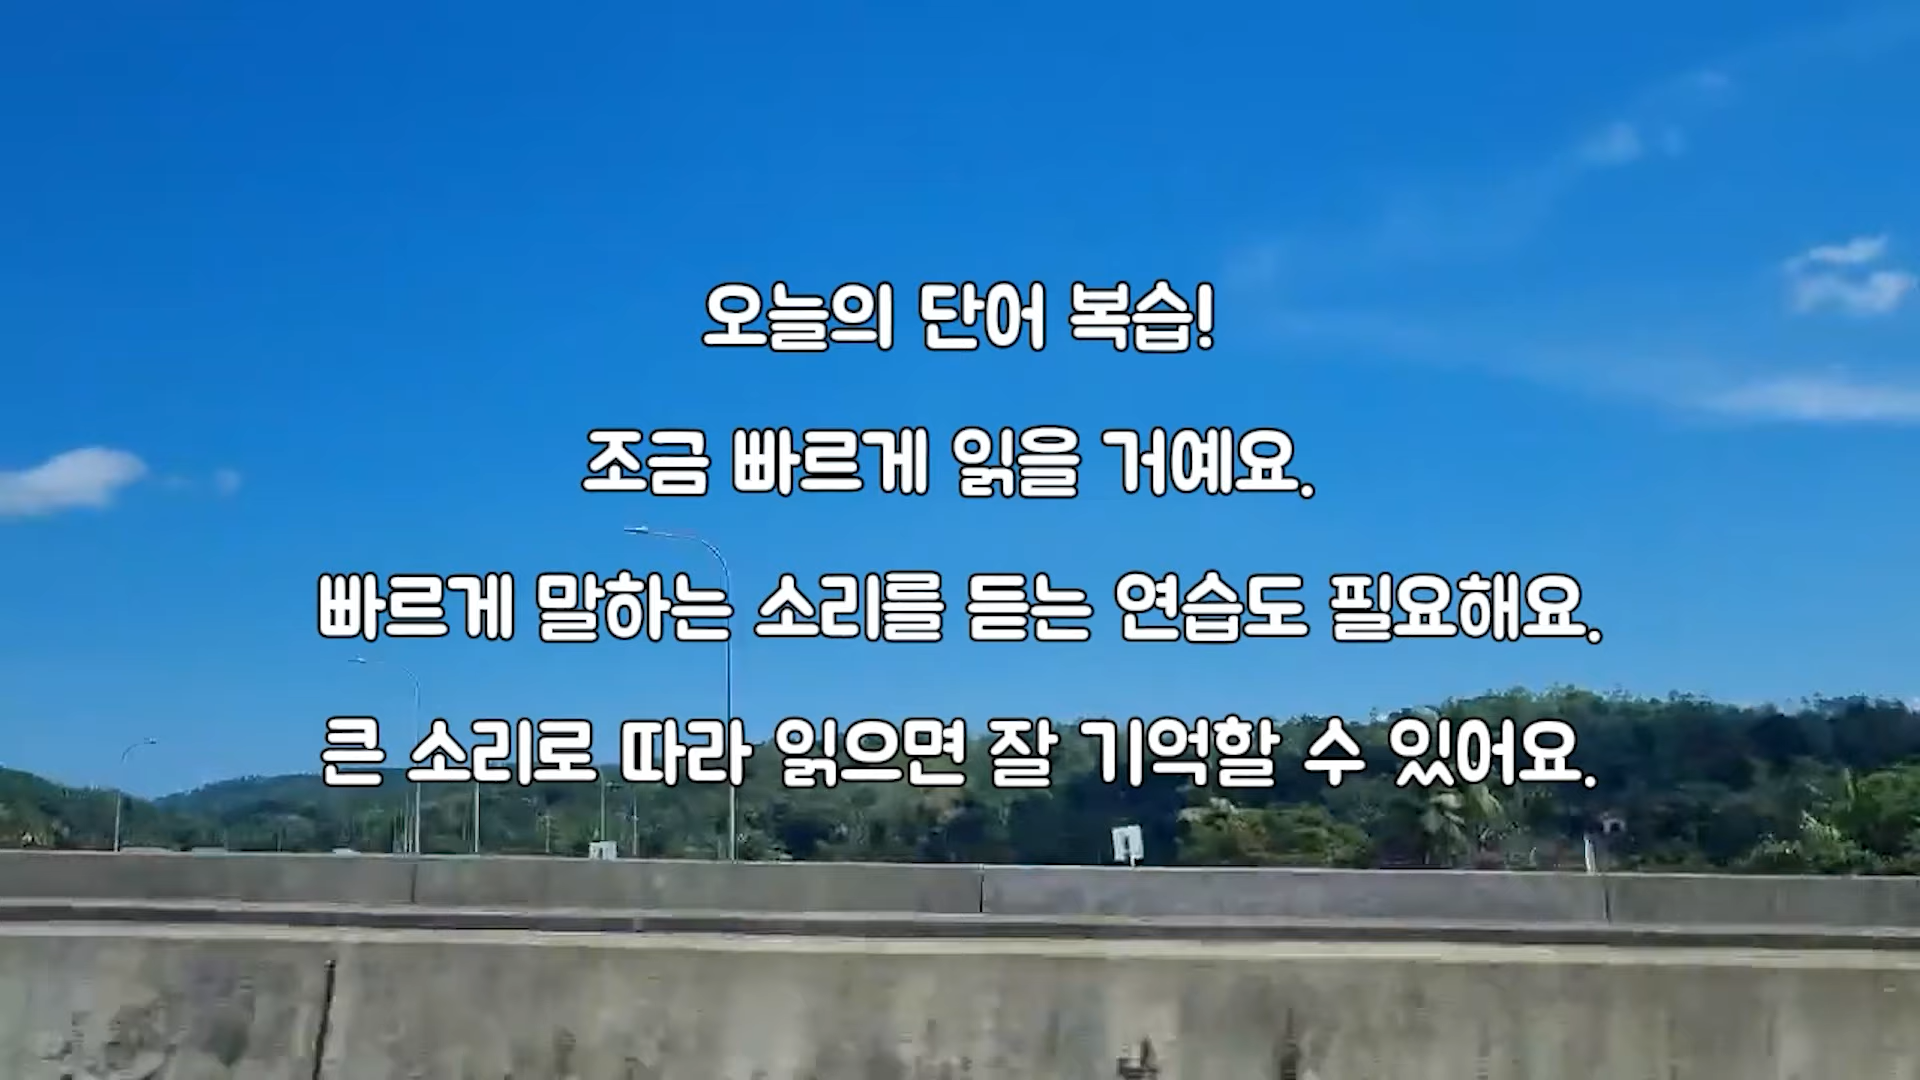 오늘의 단어 복습!
조금 빠르게 읽을 거예요.
빠르게 말하는 소리를 듣는 연습도 필요해요.
큰 소리로 따라 읽으면 잘 기억할 수 있어요.